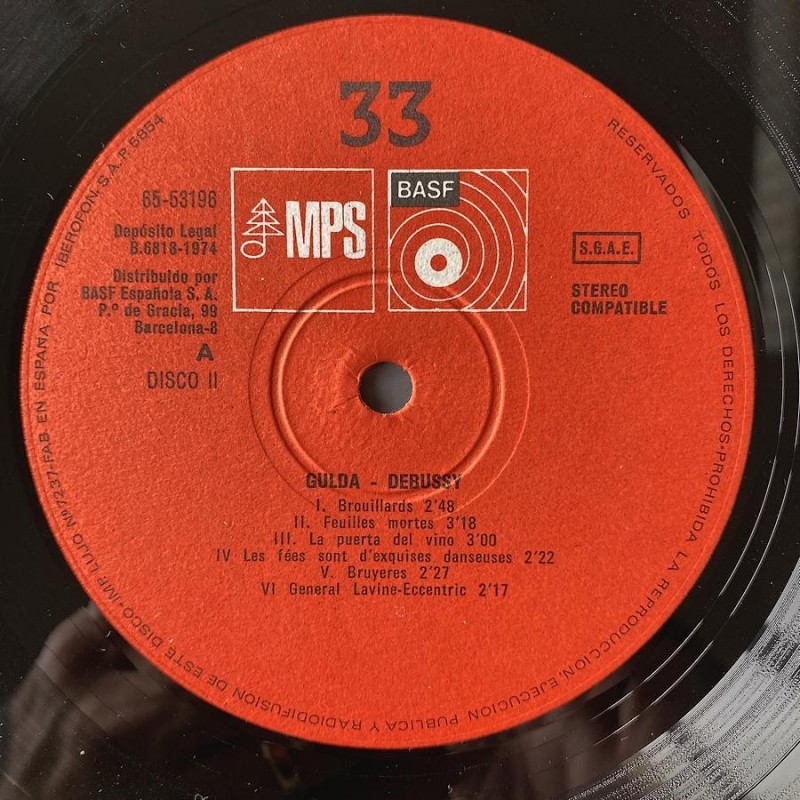 33
MPS
BASF
65-53196
Depósito Legal
B.6818-1974
Distribuido por
BASF Española S, A.
P.º de Gracia, 99
Barcelona-8
A
DISCO II
S.G.A.E.
STEREO
COMPATIBLE
GULDA - DEBUSSY
I. Brouillards 2'48
II. Feuilles mortes 3'18
III. La puerta del vino 3'00
IV Les fées sont d'exquises danseuses 2'22
V. Bruyeres 2'27
VI General Lavine-Eccentric 2'17
RESERVADOS TODOS LOS DERECHOS·PROHIBIDA LA REPRODUCCION, EJECUCION PUBLICA Y RADIODIFUSION DE ESTE DISCO·IMP. LUJO Nº7237·FAB EN ESPAÑA POR IBEROFON. S.A. P. 6854